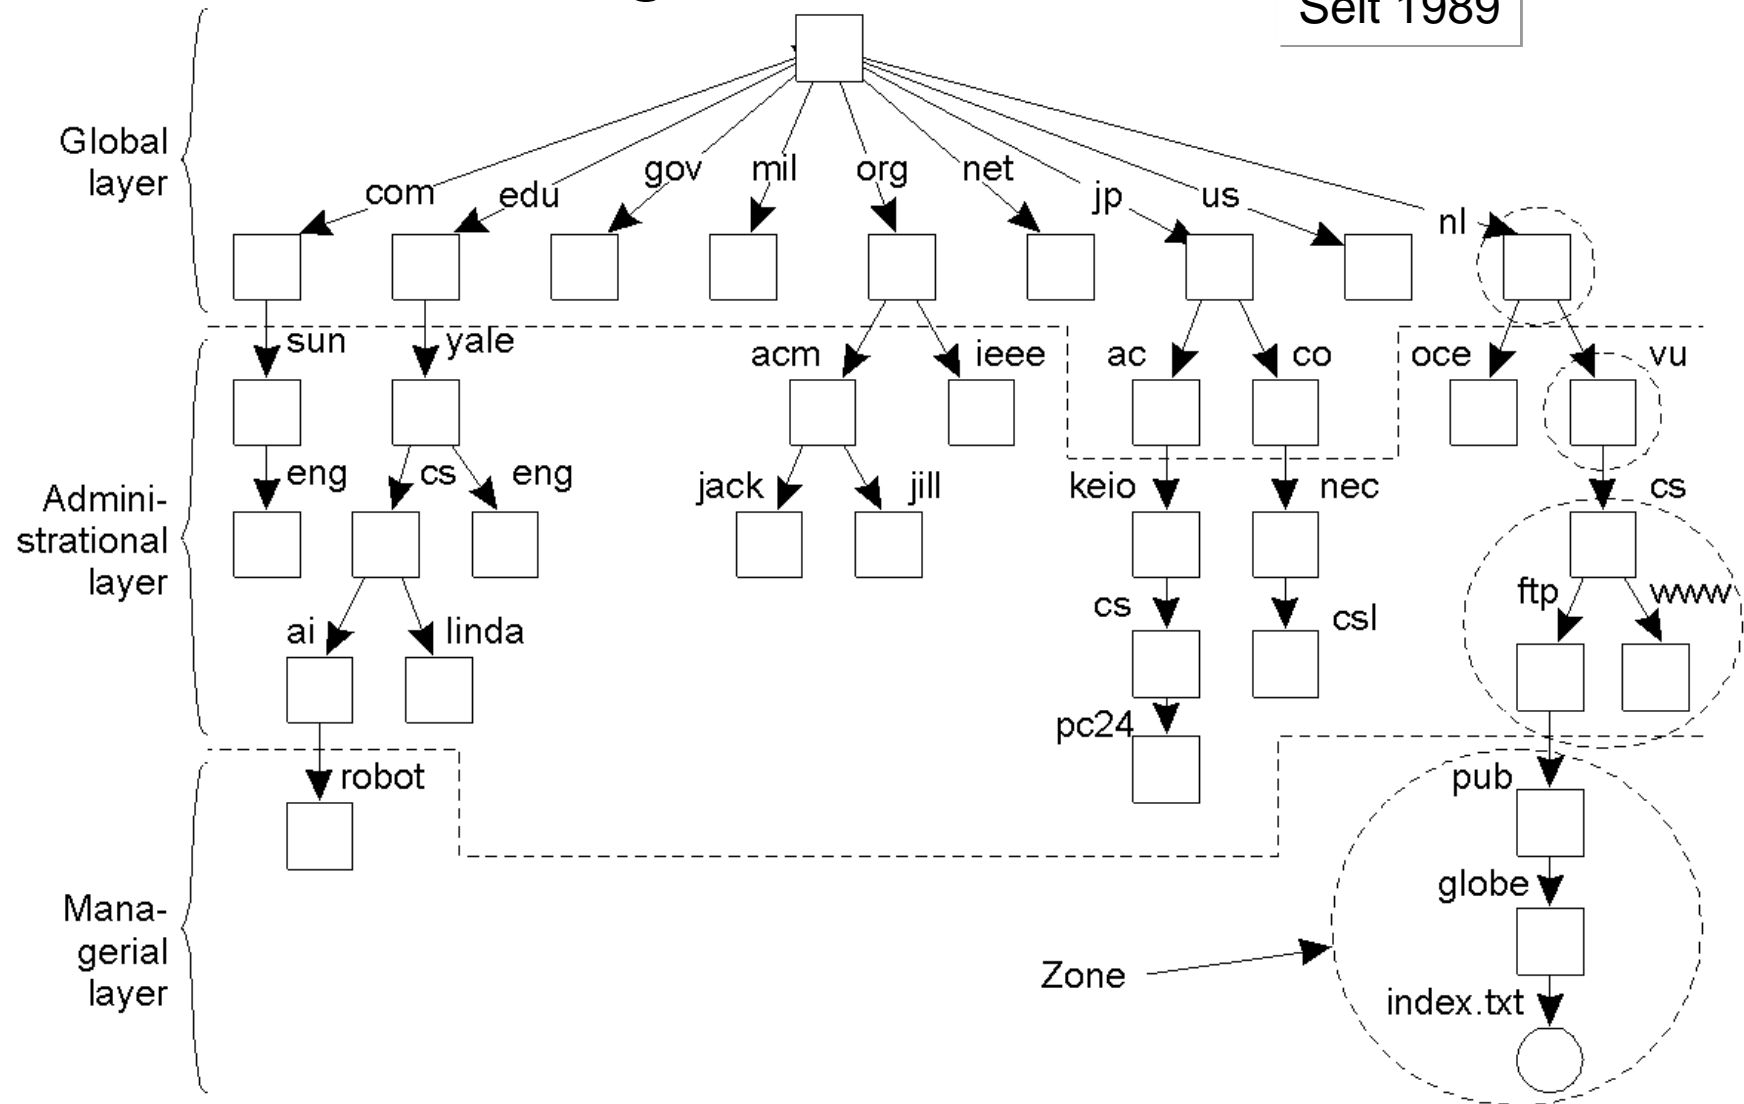 Seit 1989
Global
layer
com
edu
gov
mil
org
net
jp
us
nl
sun
yale
acm
ieee
ac
co
oce
vu
Admini-
strational
layer
eng
cs
eng
jack
jill
keio
nec
cs
ai
linda
cs
csl
ftp
www
pc24
Mana-
gerial
layer
robot
pub
globe
index.txt
Zone